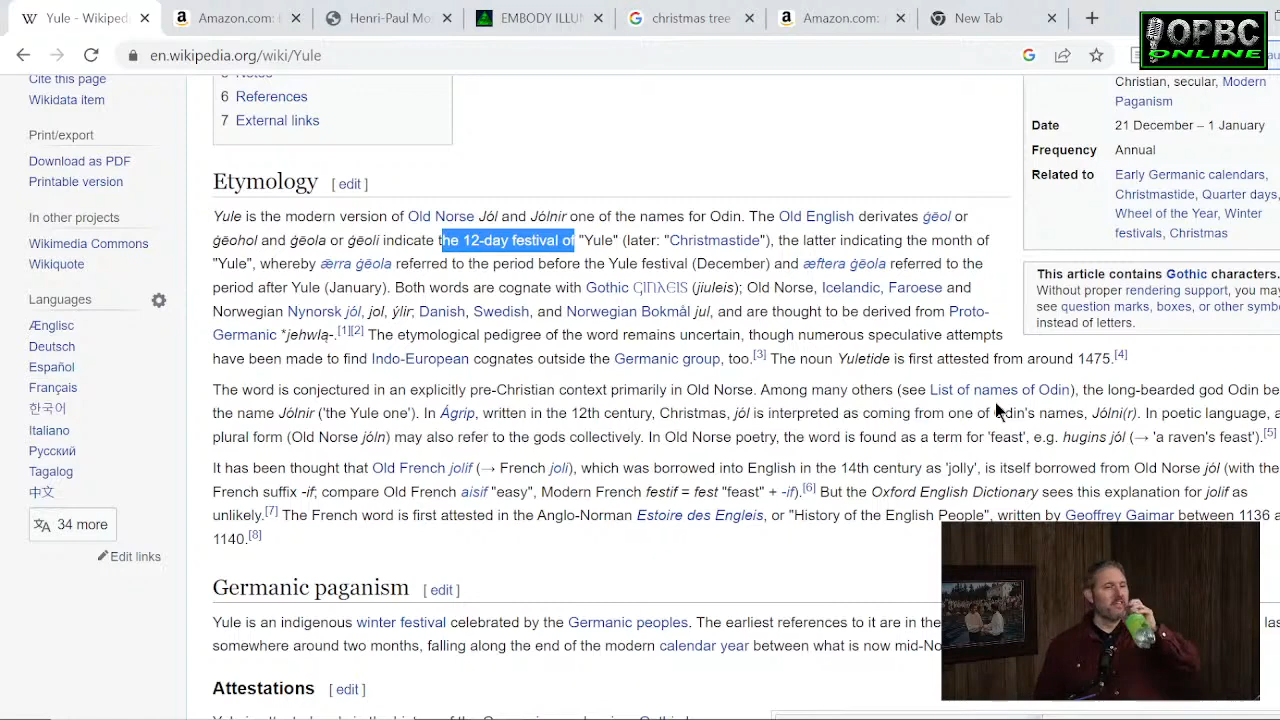 Yule - Wikiped
Amazon.com:
Henri-Paul Mo
EMBODY ILLU
christmas tree
Amazon.com:
New Tab
en.wikipedia.org/wiki/Yule
OPBC
ONLINE
Cite this page
Wikidata item
Print/export
Download as PDF
Printable version
In other projects
Wikimedia Commons
Wikiquote
Languages
Ænglisc
Deutsch
Español
Français
한국어
Italiano
Русский
Tagalog
中文
34 more
Edit links
6 References
7 External links
Etymology [ edit ]
Yule is the modern version of Old Norse Jól and Jólnir one of the names for Odin. The Old English derivates ġēol or
ġēohol and ġēola or ġēoli indicate the 12-day festival of "Yule" (later: "Christmastide"), the latter indicating the month of
"Yule", whereby ærra ġēola referred to the period before the Yule festival (December) and æftera ġēola referred to the
period after Yule (January). Both words are cognate with Gothic 𐌾𐌹𐌿𐌻𐌴𐌹𐍃 (jiuleis); Old Norse, Icelandic, Faroese and
Norwegian Nynorsk jól, jol, ýlir; Danish, Swedish, and Norwegian Bokmål jul, and are thought to be derived from Proto-
Germanic *jehwlą-.[1][2] The etymological pedigree of the word remains uncertain, though numerous speculative attempts
have been made to find Indo-European cognates outside the Germanic group, too.[3] The noun Yuletide is first attested from around 1475.[4]
The word is conjectured in an explicitly pre-Christian context primarily in Old Norse. Among many others (see List of names of Odin), the long-bearded god Odin be
the name Jólnir ('the Yule one'). In Ágrip, written in the 12th century, Christmas, jól is interpreted as coming from one of Odin's names, Jólni(r). In poetic language, a
plural form (Old Norse jóln) may also refer to the gods collectively. In Old Norse poetry, the word is found as a term for 'feast', e.g. hugins jól (→ 'a raven's feast').[5]
It has been thought that Old French jolif (→ French joli), which was borrowed into English in the 14th century as 'jolly', is itself borrowed from Old Norse jól (with the
French suffix -if; compare Old French aisif "easy", Modern French festif = fest "feast" + -if).[6] But the Oxford English Dictionary sees this explanation for jolif as
unlikely.[7] The French word is first attested in the Anglo-Norman Estoire des Engleis, or "History of the English People", written by Geoffrey Gaimar between 1136 a
1140.[8]
Germanic paganism [ edit ]
Yule is an indigenous winter festival celebrated by the Germanic peoples. The earliest references to it are in the
somewhere around two months, falling along the end of the modern calendar year between what is now mid-No
Attestations [ edit ]
Christian, secular, Modern
Paganism
Date 21 December – 1 January
Frequency Annual
Related to Early Germanic calendars,
Christmastide, Quarter days,
Wheel of the Year, Winter
festivals, Christmas
This article contains Gothic characters.
Without proper rendering support, you may
see question marks, boxes, or other symbo
instead of letters.